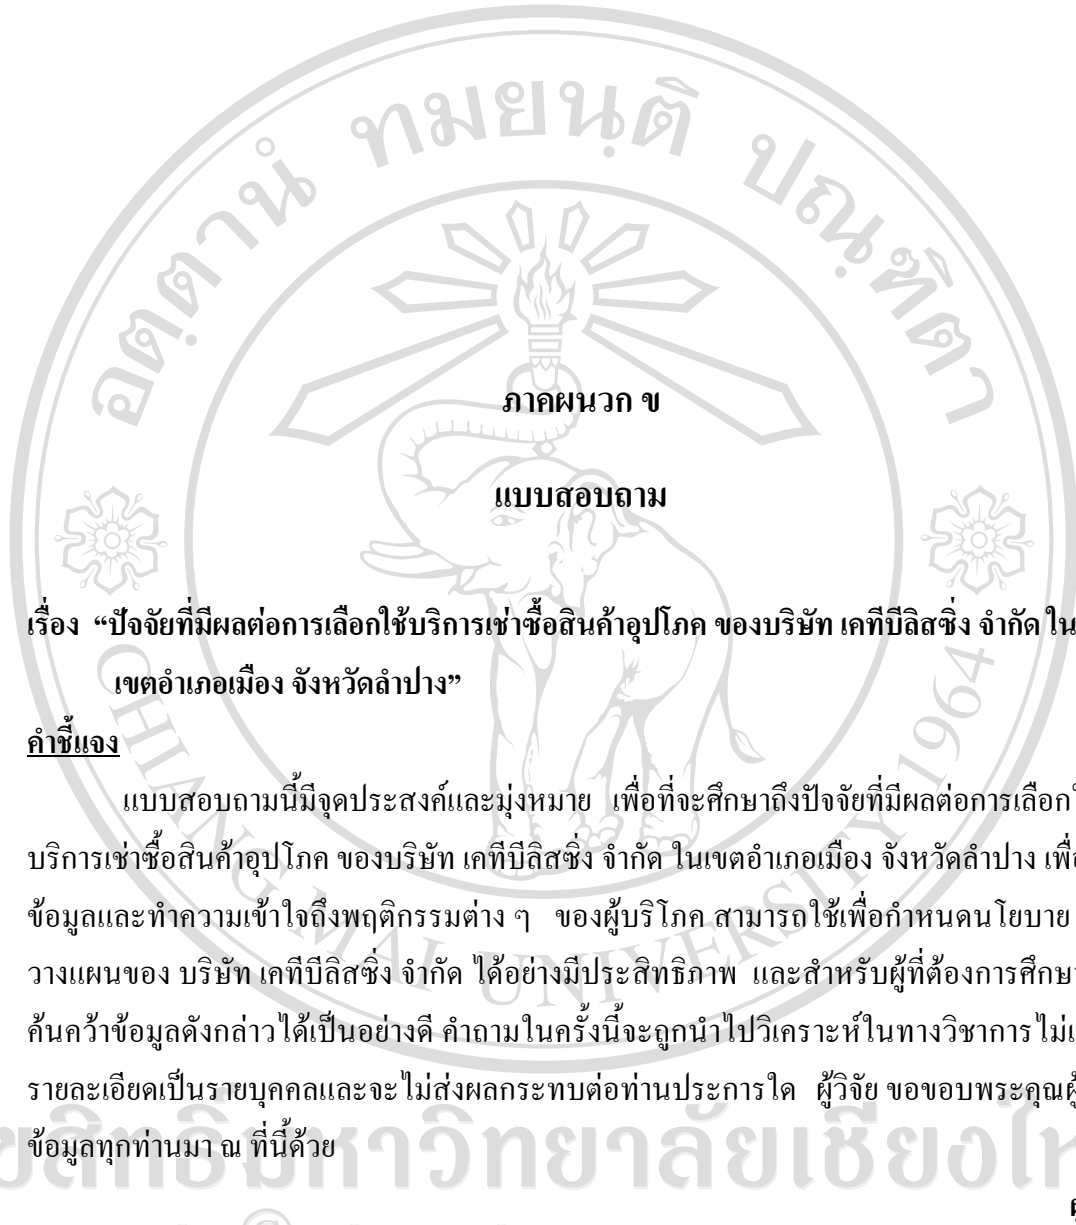 อตฺตานํ ทมยนฺติ ปณฺฑิตา
ภาคผนวก ข
แบบสอบถาม
เรื่อง “ปัจจัยที่มีผลต่อการเลือกใช้บริการเช่าซื้อสินค้าอุปโภค ของบริษัท เคทีบีลิสซิ่ง จำกัด ใน
เขตอำเภอเมือง จังหวัดลำปาง”
คำชี้แจง
แบบสอบถามนี้มีจุดประสงค์และมุ่งหมาย เพื่อที่จะศึกษาถึงปัจจัยที่มีผลต่อการเลือก
บริการเช่าซื้อสินค้าอุปโภค ของบริษัท เคทีบีลิสซิ่ง จำกัด ในเขตอำเภอเมือง จังหวัดลำปาง
ข้อมูลและทำความเข้าใจถึงพฤติกรรมต่าง ๆ ของผู้บริโภค สามารถใช้เพื่อกำหนดนโยบาย
วางแผนของ บริษัท เคทีบีลิสซิ่ง จำกัด ได้อย่างมีประสิทธิภาพ และสำหรับผู้ที่ต้องการศึกษา
ค้นคว้าข้อมูลดังกล่าวได้เป็นอย่างดี คำถามในครั้งนี้จะถูกนำไปวิเคราะห์ในทางวิชาการ ไม่
รายละเอียดเป็นรายบุคคลและจะไม่ส่งผลกระทบต่อท่านประการใด ผู้วิจัย ขอขอบพระคุณ
ข้อมูลทุกท่านมา ณ ที่นี้ด้วย
CHIANG MAI UNIVERSITY 1964